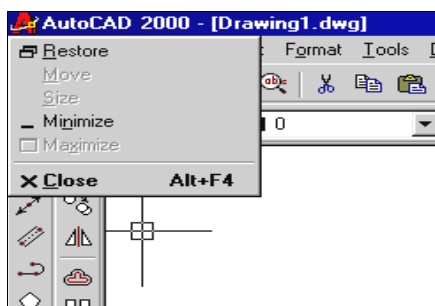 AutoCAD 2000 - [Drawing1.dwg]
Restore
Format Tools
Move
Size
Minimize
0
Maximize
Close Alt+F4